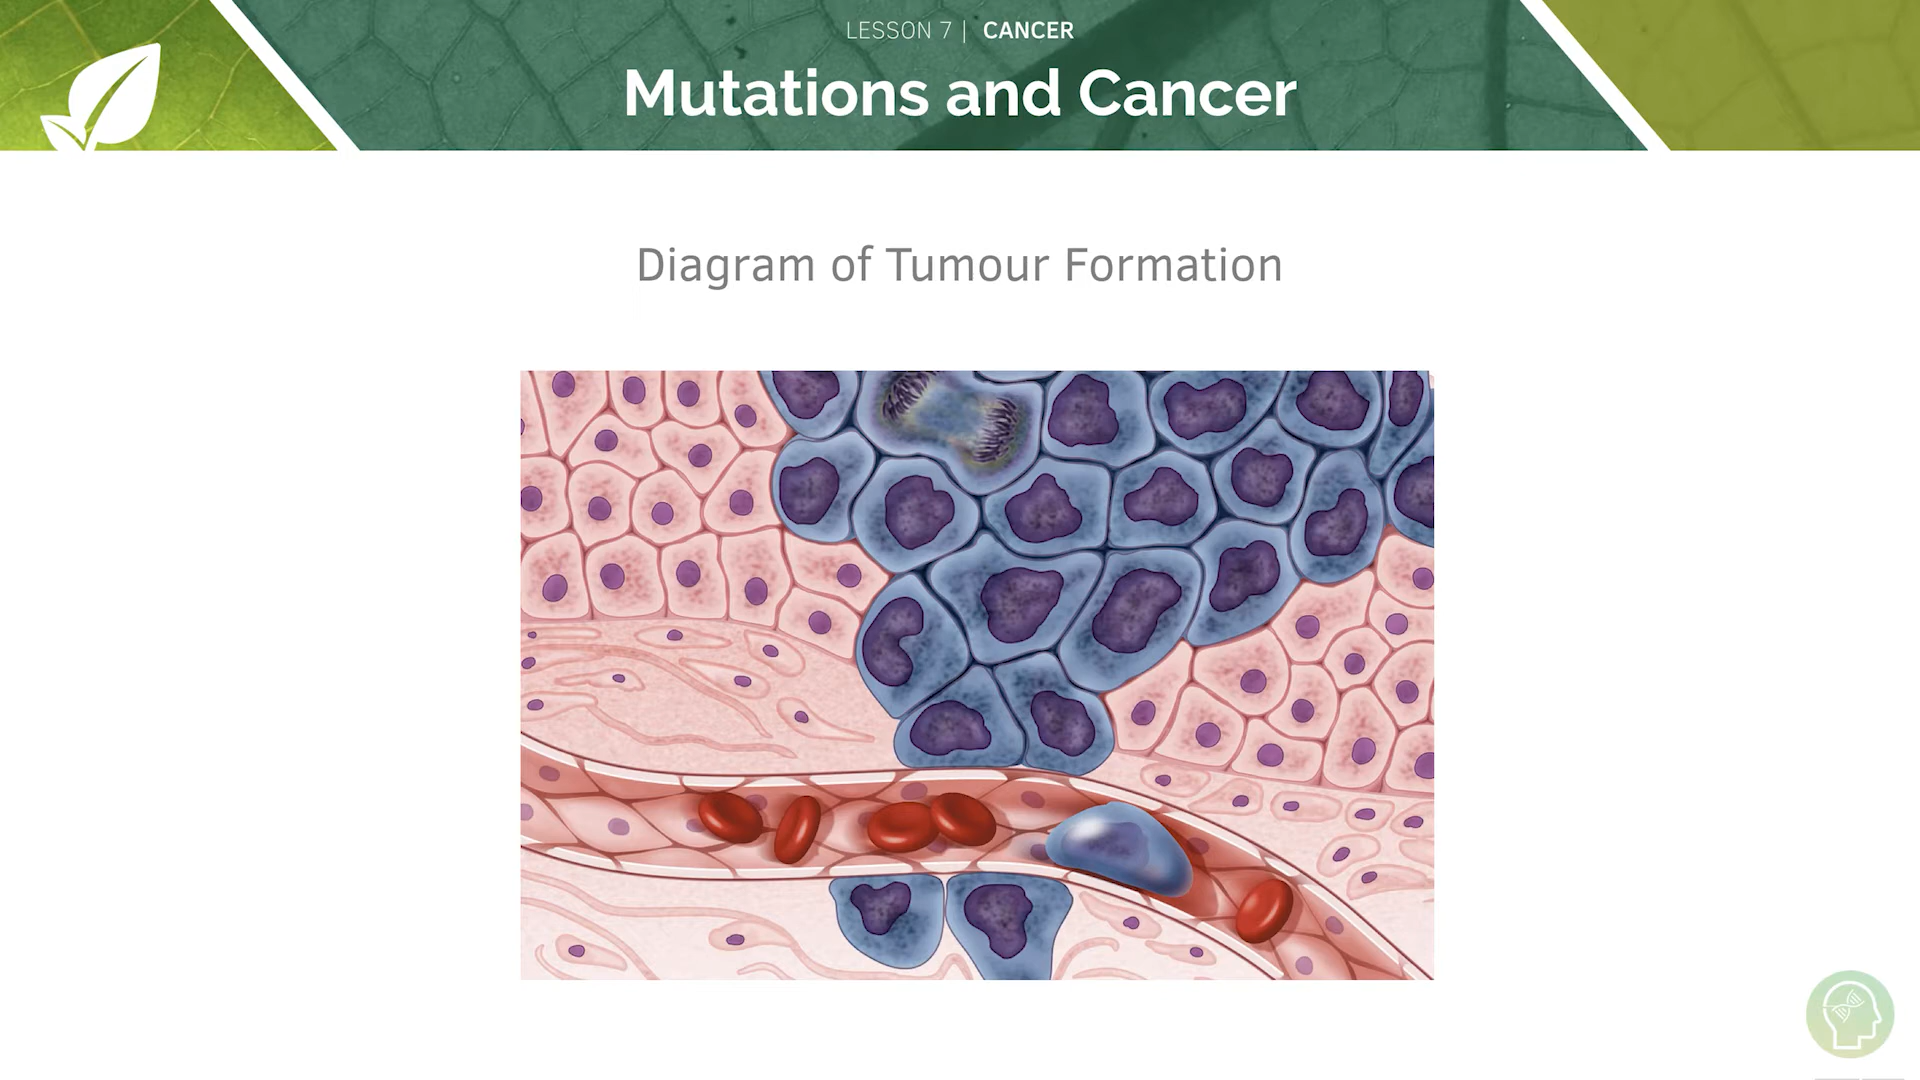 LESSON 7 | CANCER
Mutations and Cancer
Diagram of Tumour Formation